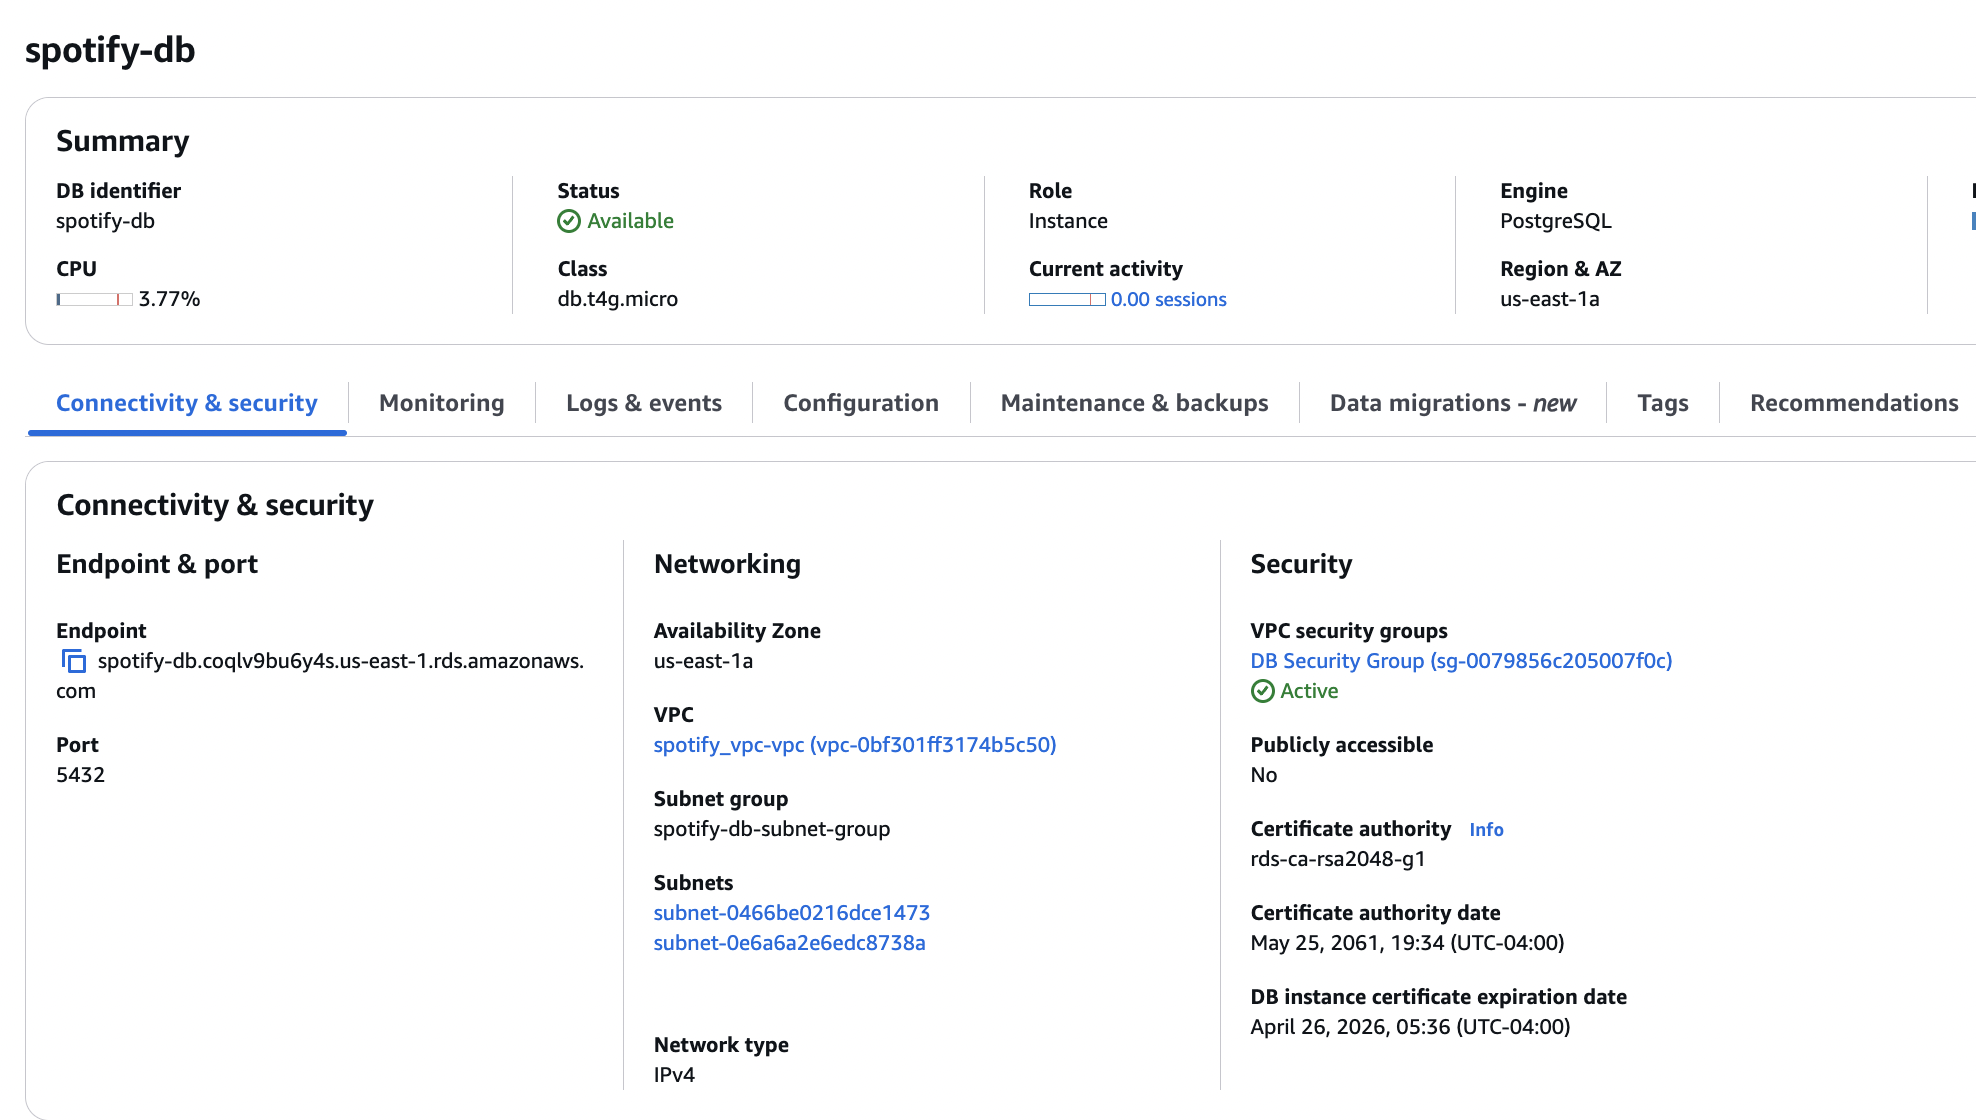 spotify-db
Summary
DB identifier
spotify-db
Status
Available
Role
Instance
Engine
PostgreSQL
CPU
3.77%
Class
db.t4g.micro
Current activity
0.00 sessions
Region & AZ
us-east-1a
Connectivity & security
Monitoring
Logs & events
Configuration
Maintenance & backups
Data migrations - new
Tags
Recommendations
Connectivity & security
Endpoint & port
Endpoint
spotify-db.coqlv9bu6y4s.us-east-1.rds.amazonaws.
com
Port
5432
Networking
Availability Zone
us-east-1a
VPC
spotify_vpc-vpc (vpc-0bf301ff3174b5c50)
Subnet group
spotify-db-subnet-group
Subnets
subnet-0466be0216dce1473
subnet-0e6a6a2e6edc8738a
Network type
IPv4
Security
VPC security groups
DB Security Group (sg-0079856c205007f0c)
Active
Publicly accessible
No
Certificate authority Info
rds-ca-rsa2048-g1
Certificate authority date
May 25, 2061, 19:34 (UTC-04:00)
DB instance certificate expiration date
April 26, 2026, 05:36 (UTC-04:00)